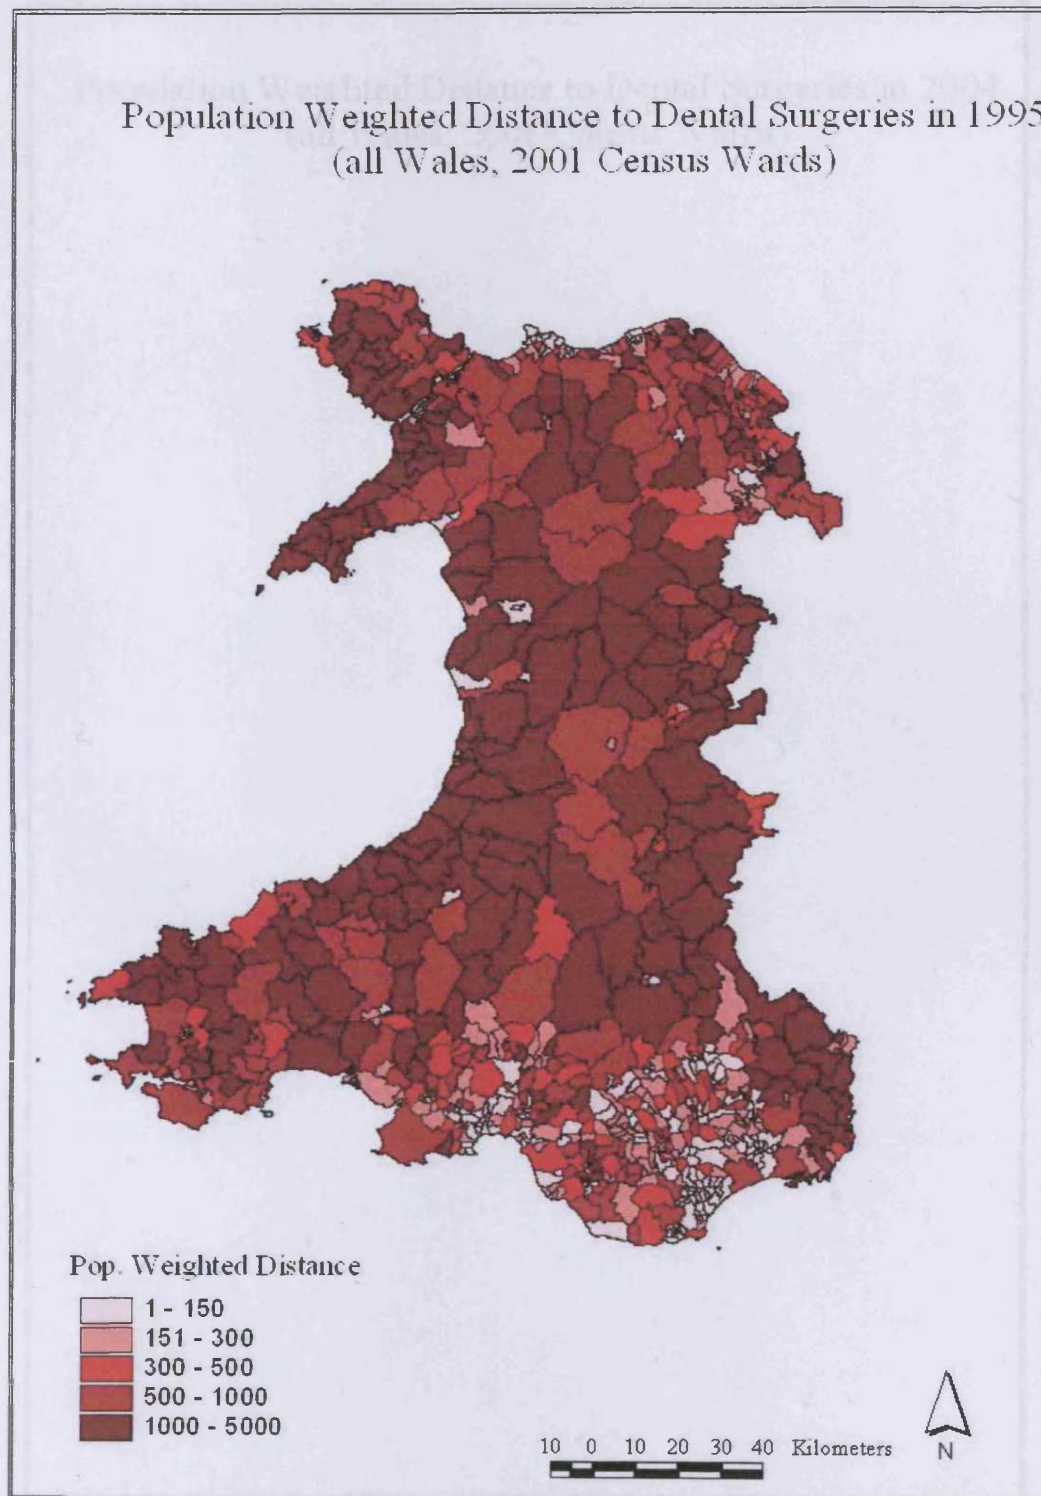 Population Weighted Distance to Dental Surgeries in 1995
(all Wales, 2001 Census Wards)
Pop. Weighted Distance
1 - 150
151 - 300
300 - 500
500 - 1000
1000 - 5000
10 0 10 20 30 40 Kilometers
N